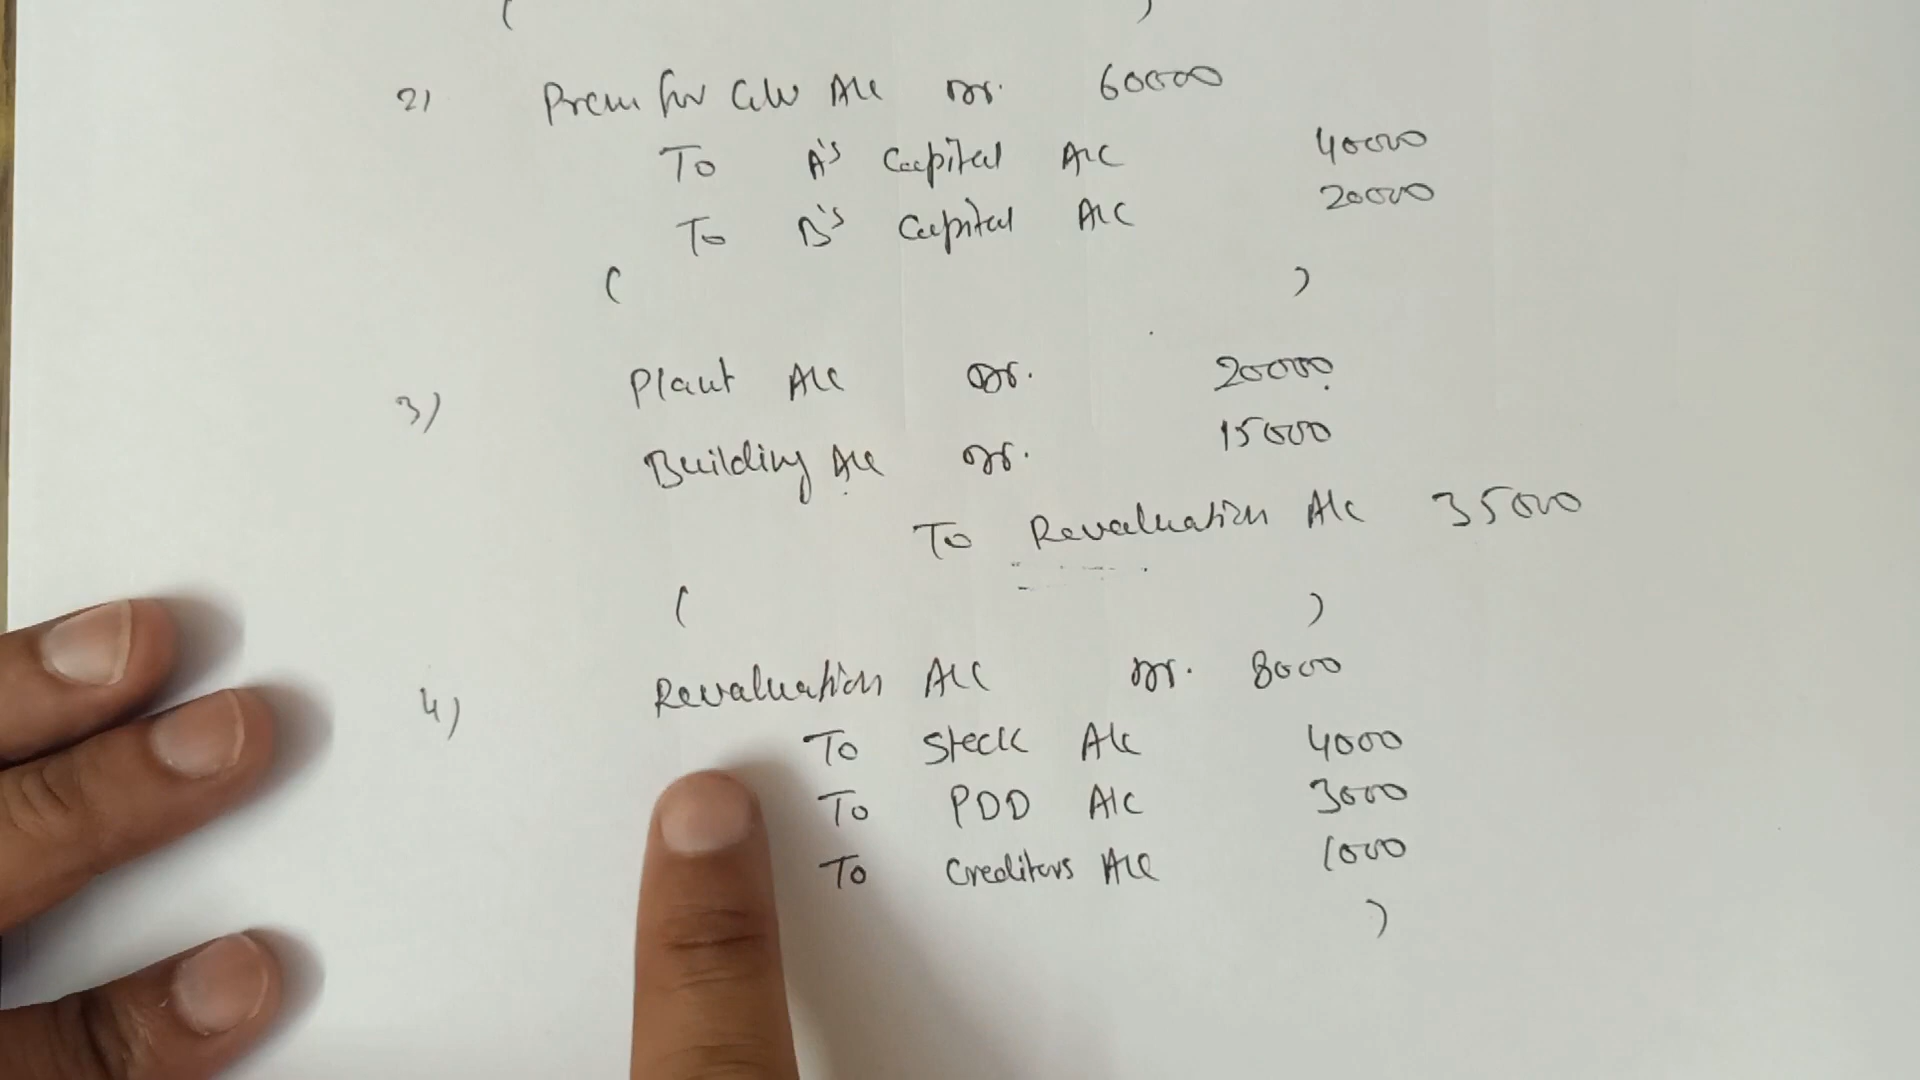 (                    )
2) Prem for G/W A/c Dr. 60000
To A's Capital A/c 40000
To B's Capital A/c 20000
(                    )
3) Plant A/c Dr. 20000
Building A/c Dr. 15000
To Revaluation A/c 35000
(                    )
4) Revaluation A/c Dr. 8000
To Stock A/c 4000
To PDD A/c 3000
To Creditors A/c 1000
)